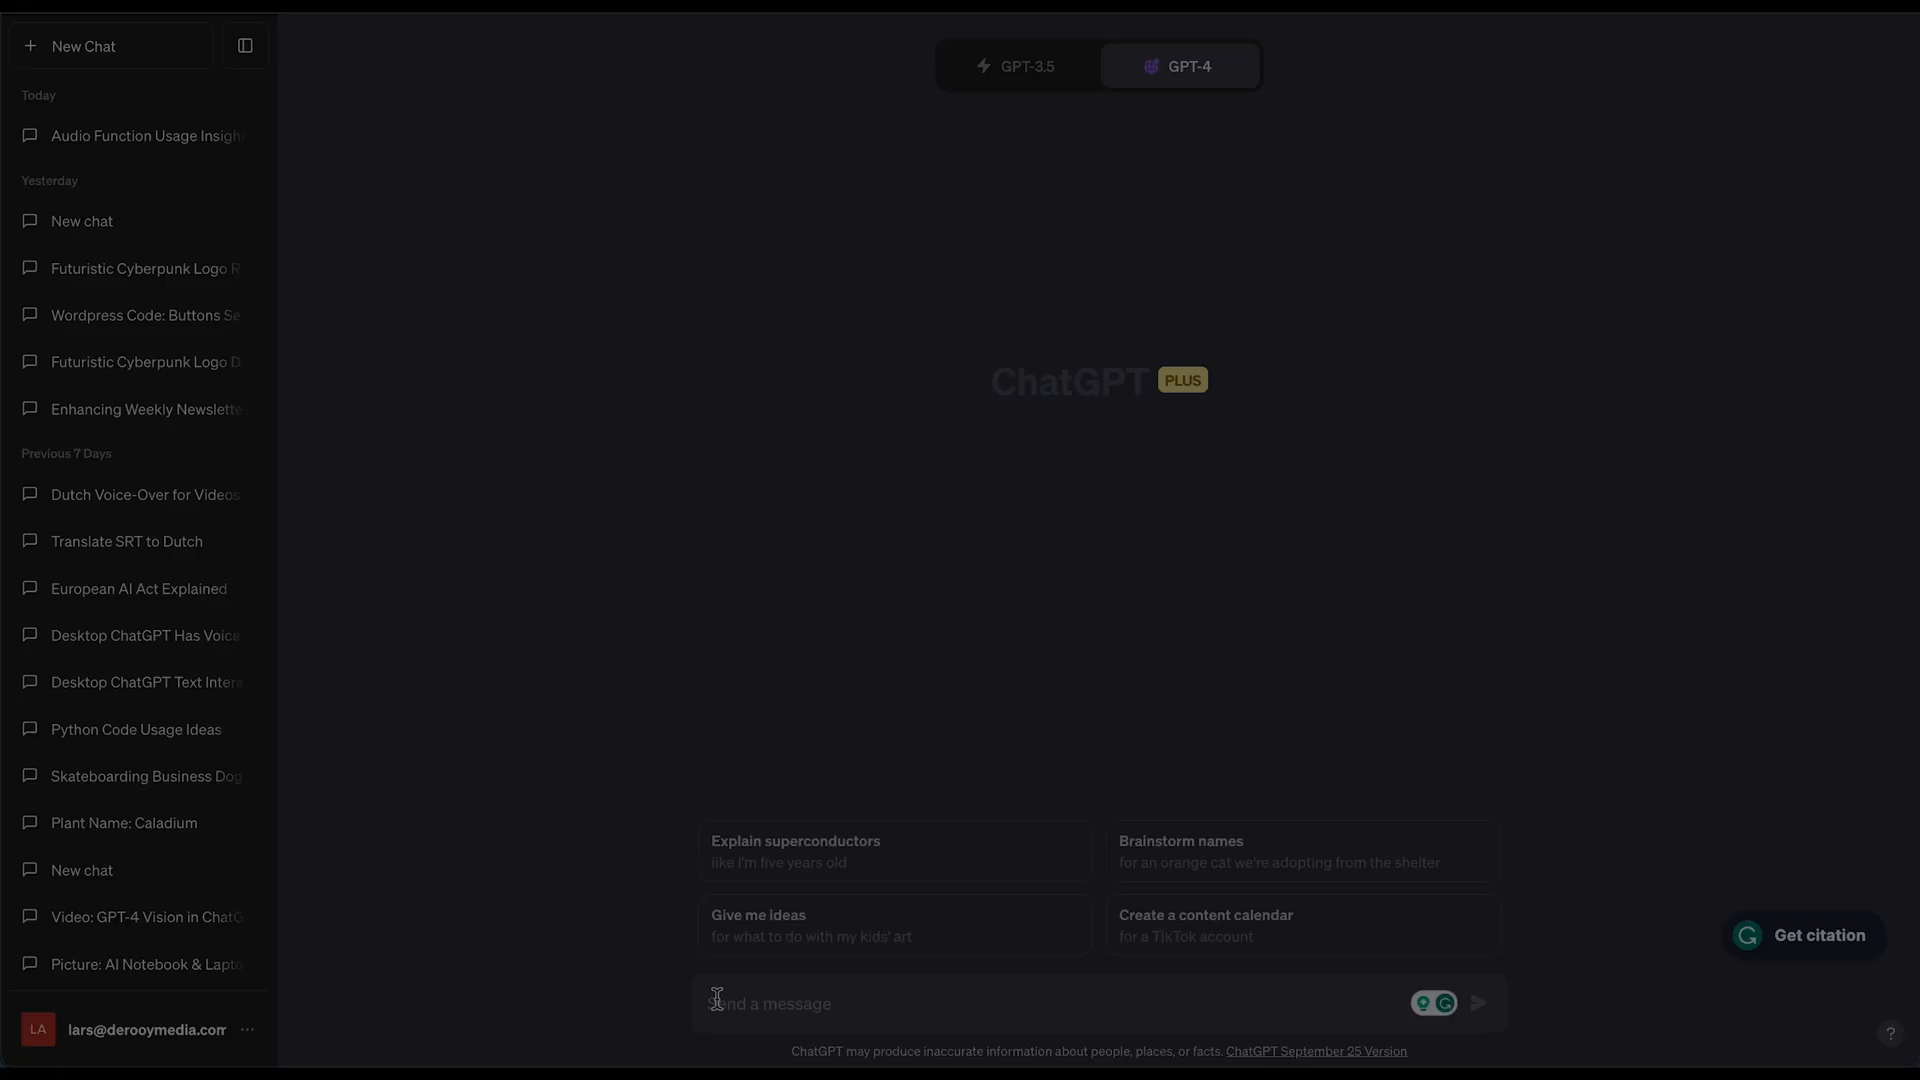 New Chat
Today
Audio Function Usage Insigh
Yesterday
New chat
Futuristic Cyberpunk Logo R
Wordpress Code: Buttons Se
Futuristic Cyberpunk Logo D
Enhancing Weekly Newslette
Previous 7 Days
Dutch Voice-Over for Videos
Translate SRT to Dutch
European AI Act Explained
Desktop ChatGPT Has Voice
Desktop ChatGPT Text Intera
Python Code Usage Ideas
Skateboarding Business Dog
Plant Name: Caladium
New chat
Video: GPT-4 Vision in ChatG
Picture: AI Notebook & Lapto
LA lars@derooymedia.com
GPT-3.5 GPT-4
ChatGPT PLUS
Explain superconductors
like I'm five years old
Brainstorm names
for an orange cat we're adopting from the shelter
Give me ideas
for what to do with my kids' art
Create a content calendar
for a TikTok account
Get citation
Send a message
ChatGPT may produce inaccurate information about people, places, or facts. ChatGPT September 25 Version
?